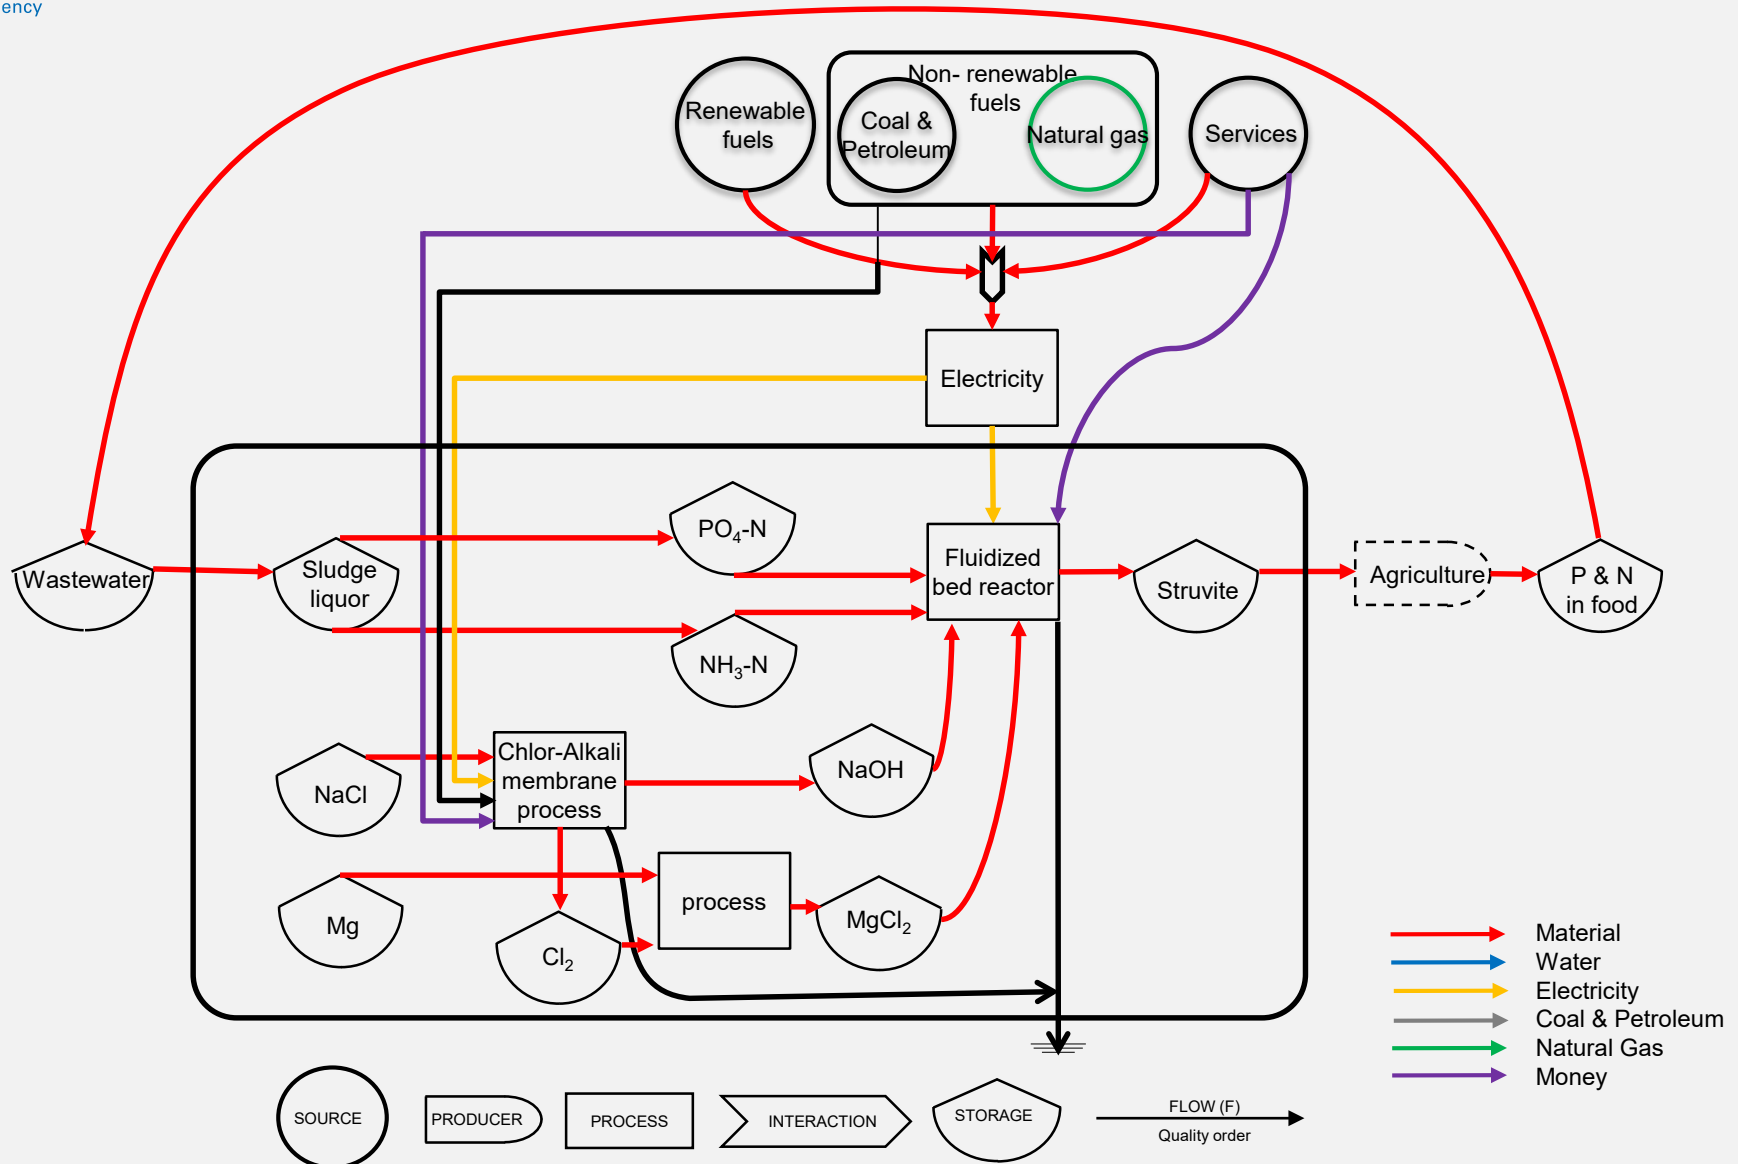 ency
Non- renewable
fuels
Renewable
fuels
Coal &
Petroleum
Natural gas
Services
Electricity
PO4-N
Wastewater
Sludge
liquor
Fluidized
bed reactor
Struvite
Agriculture
P & N
in food
NH3-N
NaCl
Chlor-Alkali
membrane
process
NaOH
Mg
Cl2
process
MgCl2
Material
Water
Electricity
Coal & Petroleum
Natural Gas
Money
SOURCE
PRODUCER
PROCESS
INTERACTION
STORAGE
FLOW (F)
Quality order